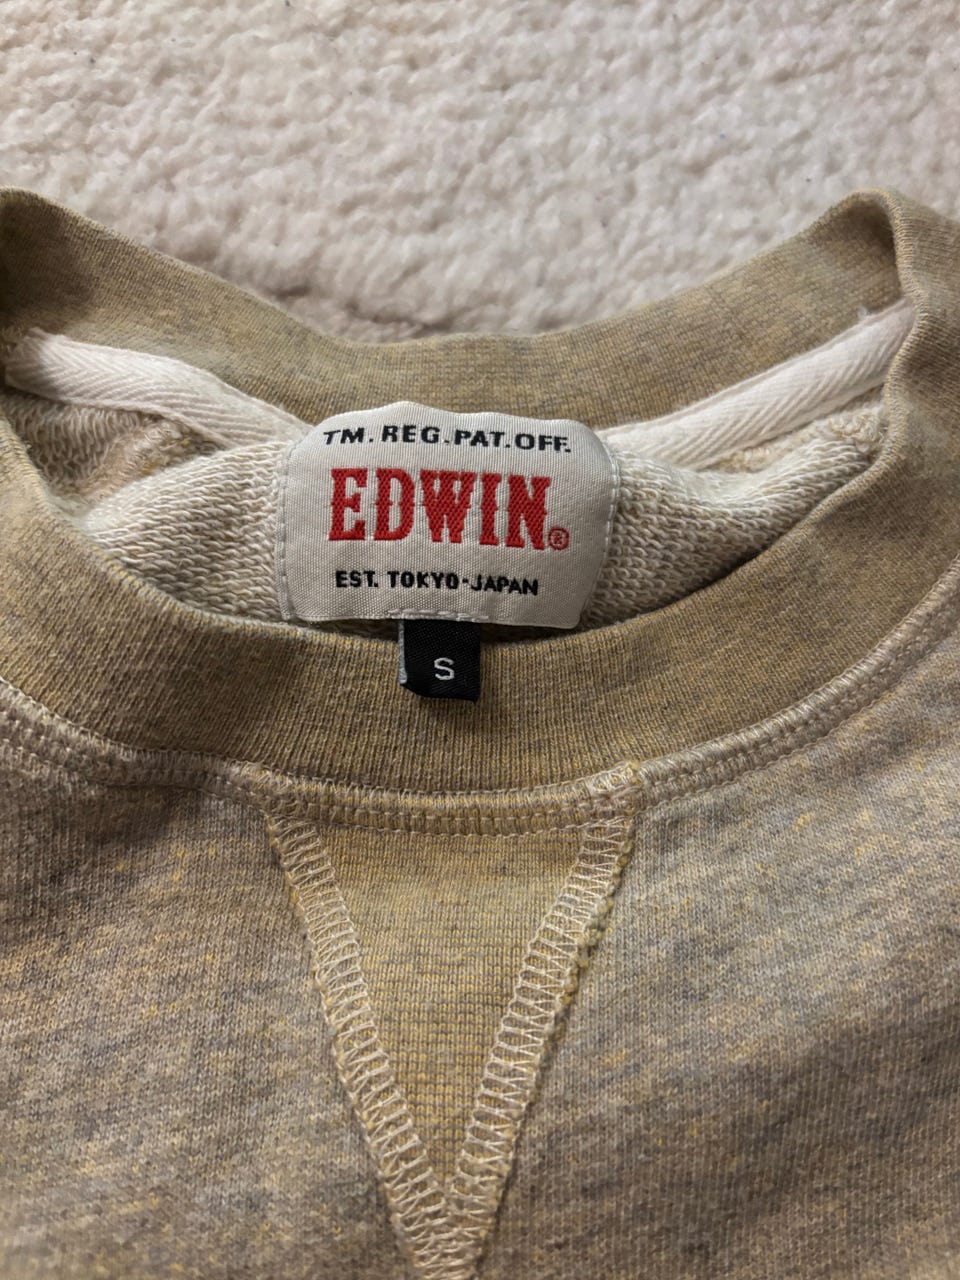 TM. REG. PAT. OFF.
EDWIN®
EST. TOKYO-JAPAN
S